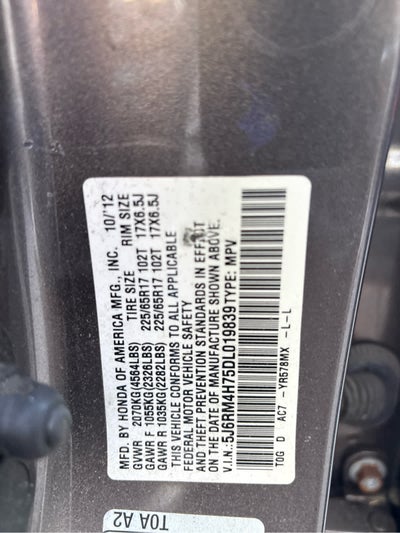 MFD. BY HONDA OF AMERICA MFG., INC. 10/'12
TIRE SIZE RIM SIZE
GVWR 2070KG(4564LBS)
GAWR F 1055KG(2326LBS) 225/65R17 102T 17X6.5J
GAWR R 1035KG(2282LBS) 225/65R17 102T 17X6.5J
THIS VEHICLE CONFORMS TO ALL APPLICABLE
FEDERAL MOTOR VEHICLE SAFETY
AND THEFT PREVENTION STANDARDS IN EFFECT
ON THE DATE OF MANUFACTURE SHOWN ABOVE.
V.I.N.: 5J6RM4H75DL019839 TYPE: MPV
TOG D AC7 -YR578MX -L-L
T0A A2